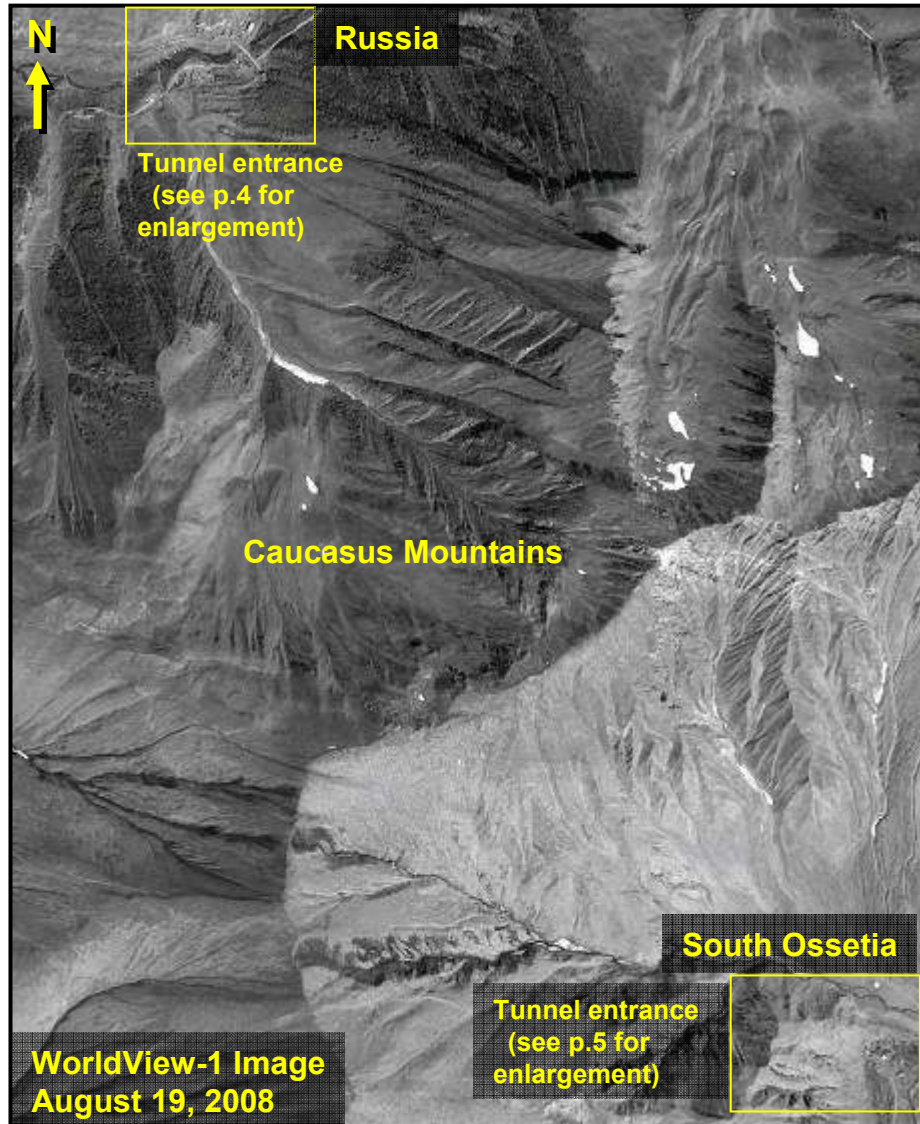 N
Russia
Tunnel entrance
(see p.4 for
enlargement)
Caucasus Mountains
South Ossetia
Tunnel entrance
(see p.5 for
enlargement)
WorldView-1 Image
August 19, 2008